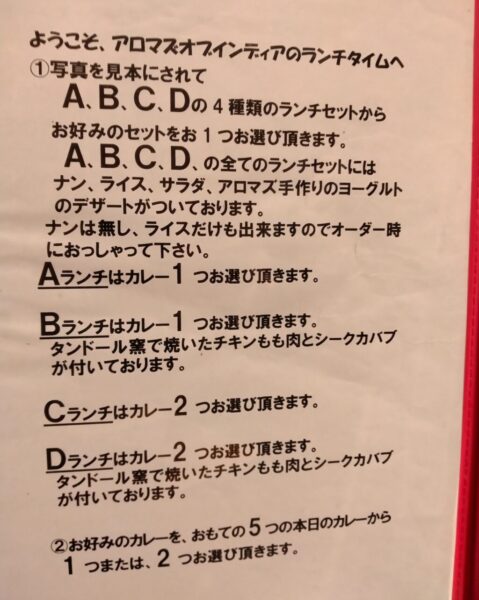 ようこそ、アロマズオブインディアのランチタイムへ
①写真を見本にされて
A、B、C、Dの4種類のランチセットから
お好みのセットをお1つお選び頂きます。
A、B、C、D、の全てのランチセットには
ナン、ライス、サラダ、アロマズ手作りのヨーグルト
のデザートがついております。
ナンは無し、ライスだけも出来ますのでオーダー時
におっしゃって下さい。
Aランチはカレー1つお選び頂きます。
Bランチはカレー1つお選び頂きます。
タンドール窯で焼いたチキンもも肉とシークカバブ
が付いております。
Cランチはカレー2つお選び頂きます。
Dランチはカレー2つお選び頂きます。
タンドール窯で焼いたチキンもも肉とシークカバブ
が付いております。
②お好みのカレーを、おもての5つの本日のカレーから
1つまたは、2つお選び頂きます。